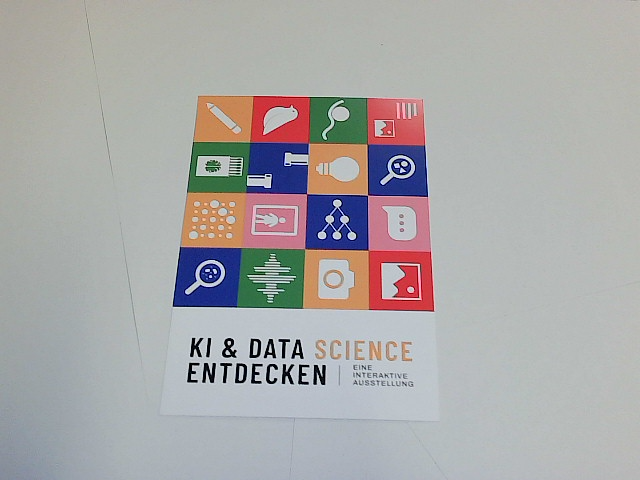 KI & DATA SCIENCE
ENTDECKEN
EINE
INTERAKTIVE
AUSSTELLUNG